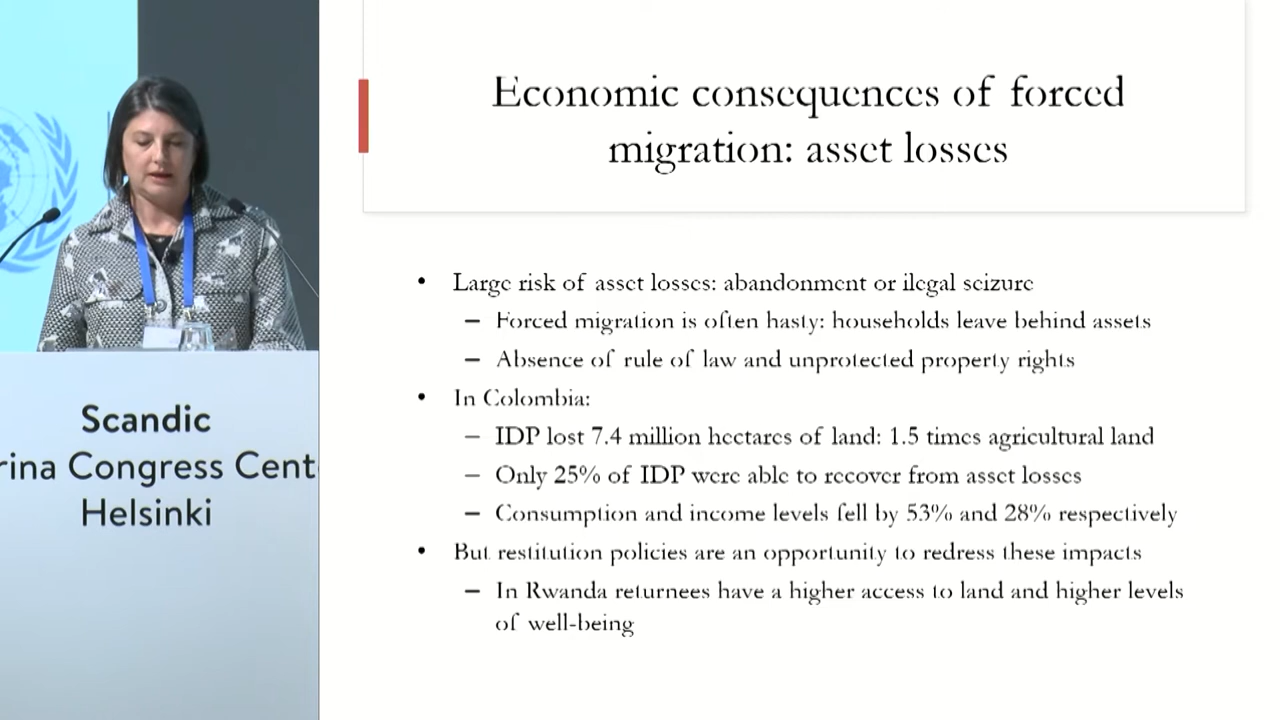 Economic consequences of forced
migration: asset losses
• Large risk of asset losses: abandonment or ilegal seizure
– Forced migration is often hasty: households leave behind assets
– Absence of rule of law and unprotected property rights
• In Colombia:
– IDP lost 7.4 million hectares of land: 1.5 times agricultural land
– Only 25% of IDP were able to recover from asset losses
– Consumption and income levels fell by 53% and 28% respectively
• But restitution policies are an opportunity to redress these impacts
– In Rwanda returnees have a higher access to land and higher levels
of well-being
Scandic
rina Congress Cent
Helsinki